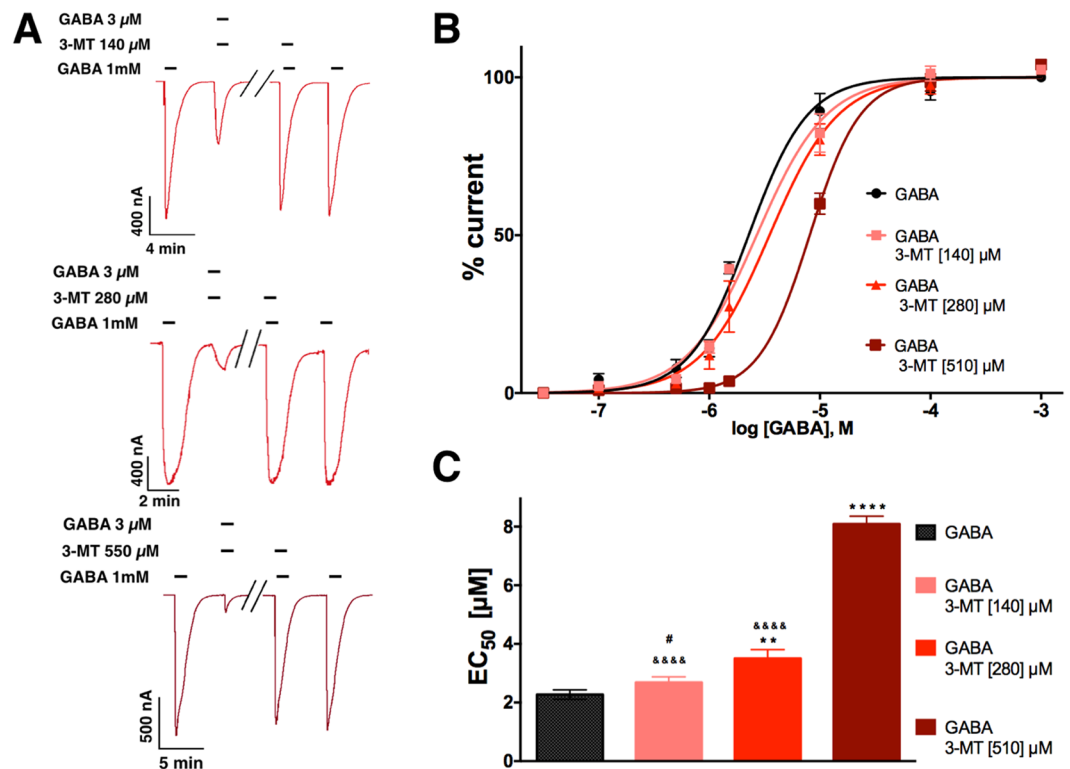 A
GABA 3 µM
3-MT 140 µM
GABA 1mM
400 nA
4 min
GABA 3 µM
3-MT 280 µM
GABA 1mM
400 nA
2 min
GABA 3 µM
3-MT 550 µM
GABA 1mM
500 nA
5 min
B
% current
100
50
0
-7
-6
-5
-4
-3
log [GABA], M
GABA
GABA
3-MT [140] µM
GABA
3-MT [280] µM
GABA
3-MT [510] µM
C
EC50 [µM]
8
6
4
2
0
#
&&&&
&&&&
**
****
GABA
GABA
3-MT [140] µM
GABA
3-MT [280] µM
GABA
3-MT [510] µM